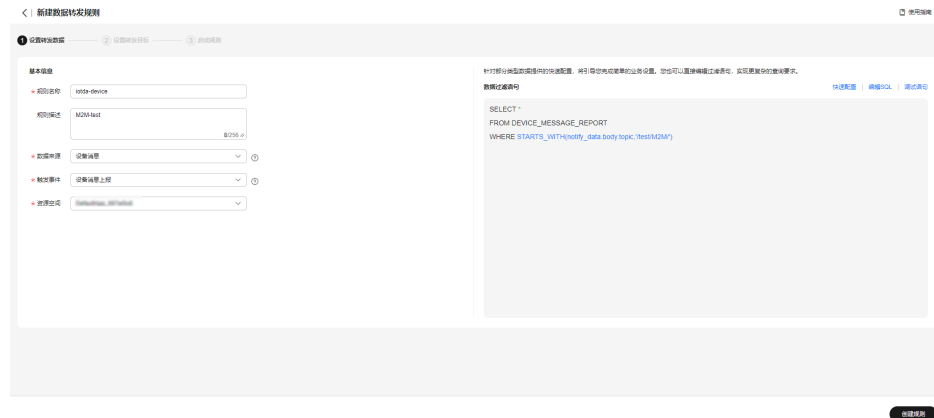 新建数据转发规则
使用指南
1 设置转发数据 2 设置转发目标 3 启动规则
基本信息
* 规则名称 iotda-device
规则描述 M2M-test
8/256
* 数据来源 设备消息
* 触发事件 设备消息上报
* 资源空间
针对部分类型数据提供的快速配置，将引导您完成简单的业务设置。您也可以直接编辑过滤语句，实现更复杂的查询要求。
数据过滤语句 快速配置 | 编辑SQL | 调试语句
SELECT *
FROM DEVICE_MESSAGE_REPORT
WHERE STARTS_WITH(notify_data.body.topic,'/test/M2M/')
创建规则